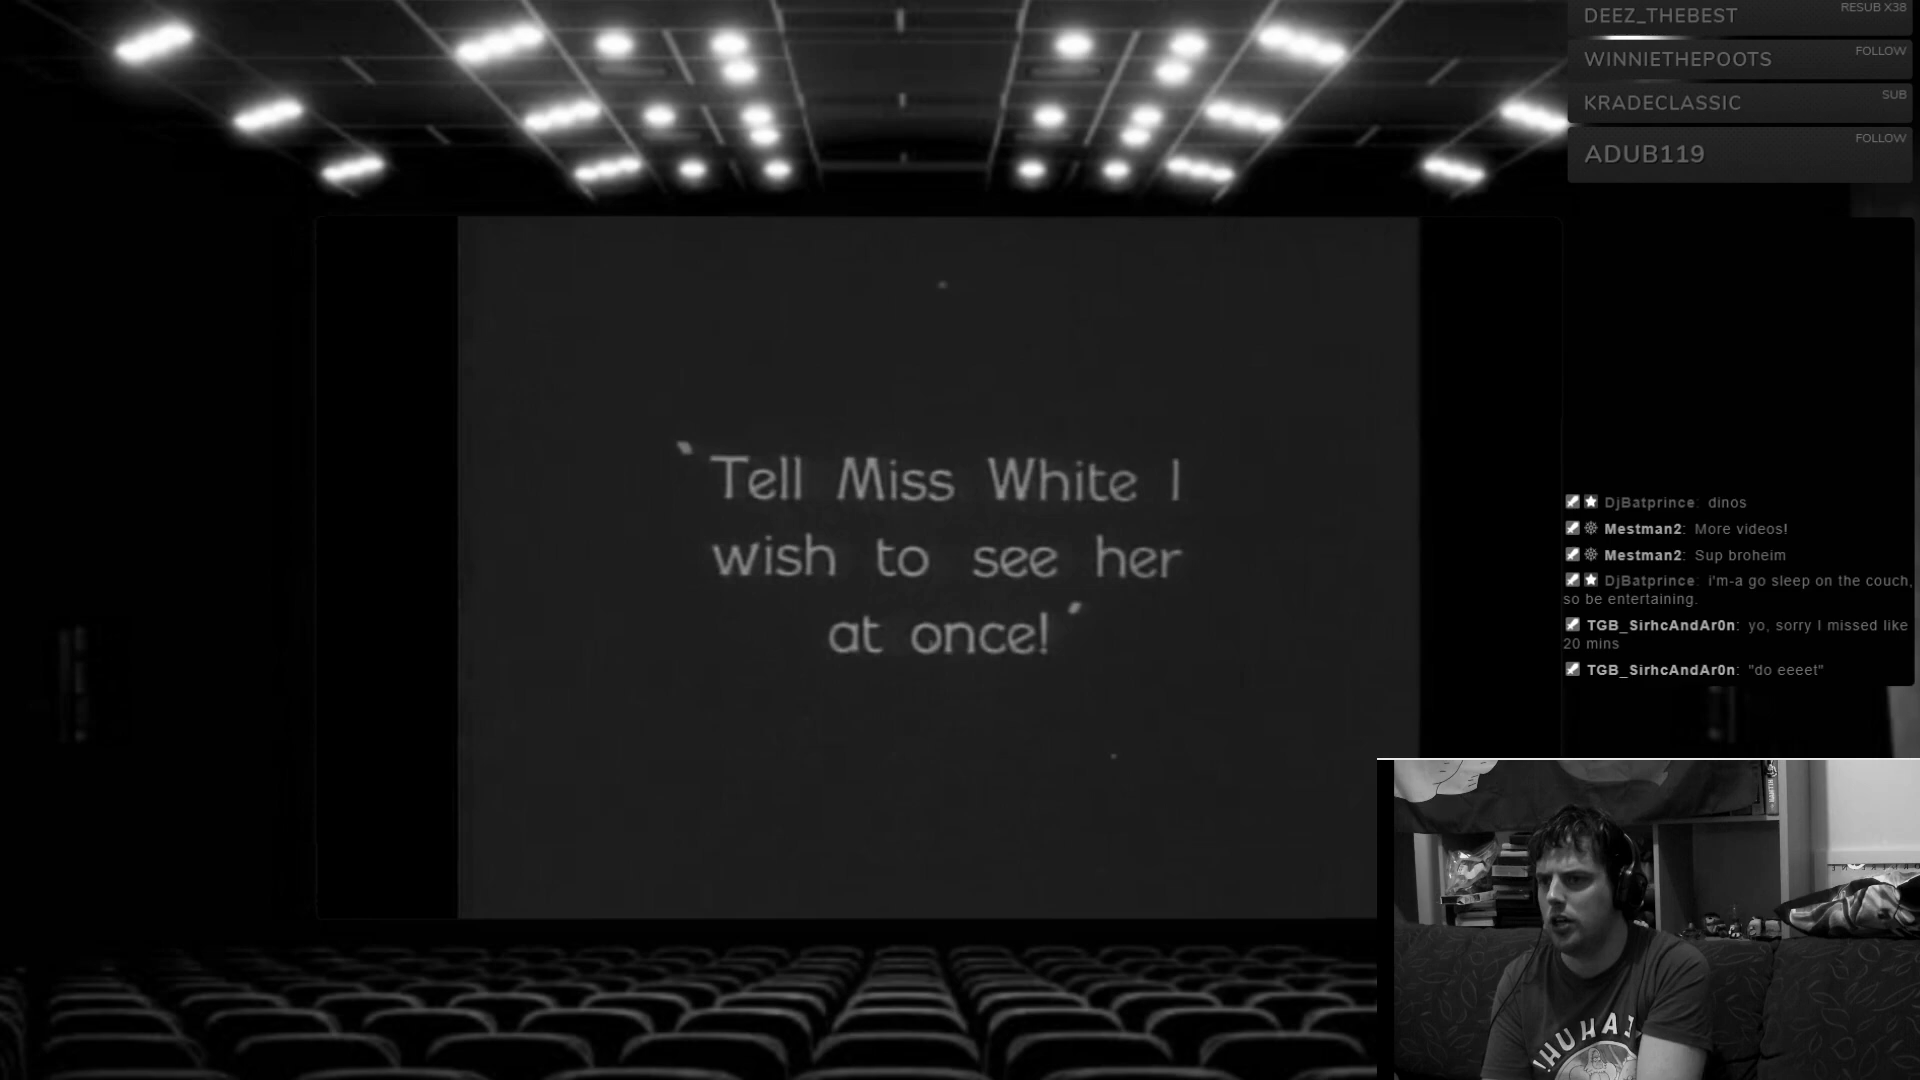 DEEZ_THEBEST
RESUB X38
WINNIETHEPOOTS
FOLLOW
KRADECLASSIC
SUB
ADUB119
FOLLOW
‵Tell Miss White I
wish to see her
at once!′
DjBatprince: dinos
Mestman2: More videos!
Mestman2: Sup broheim
DjBatprince: i'm-a go sleep on the couch,
so be entertaining.
TGB_SirhcAndAr0n: yo, sorry I missed like
20 mins
TGB_SirhcAndAr0n: "do eeeet"